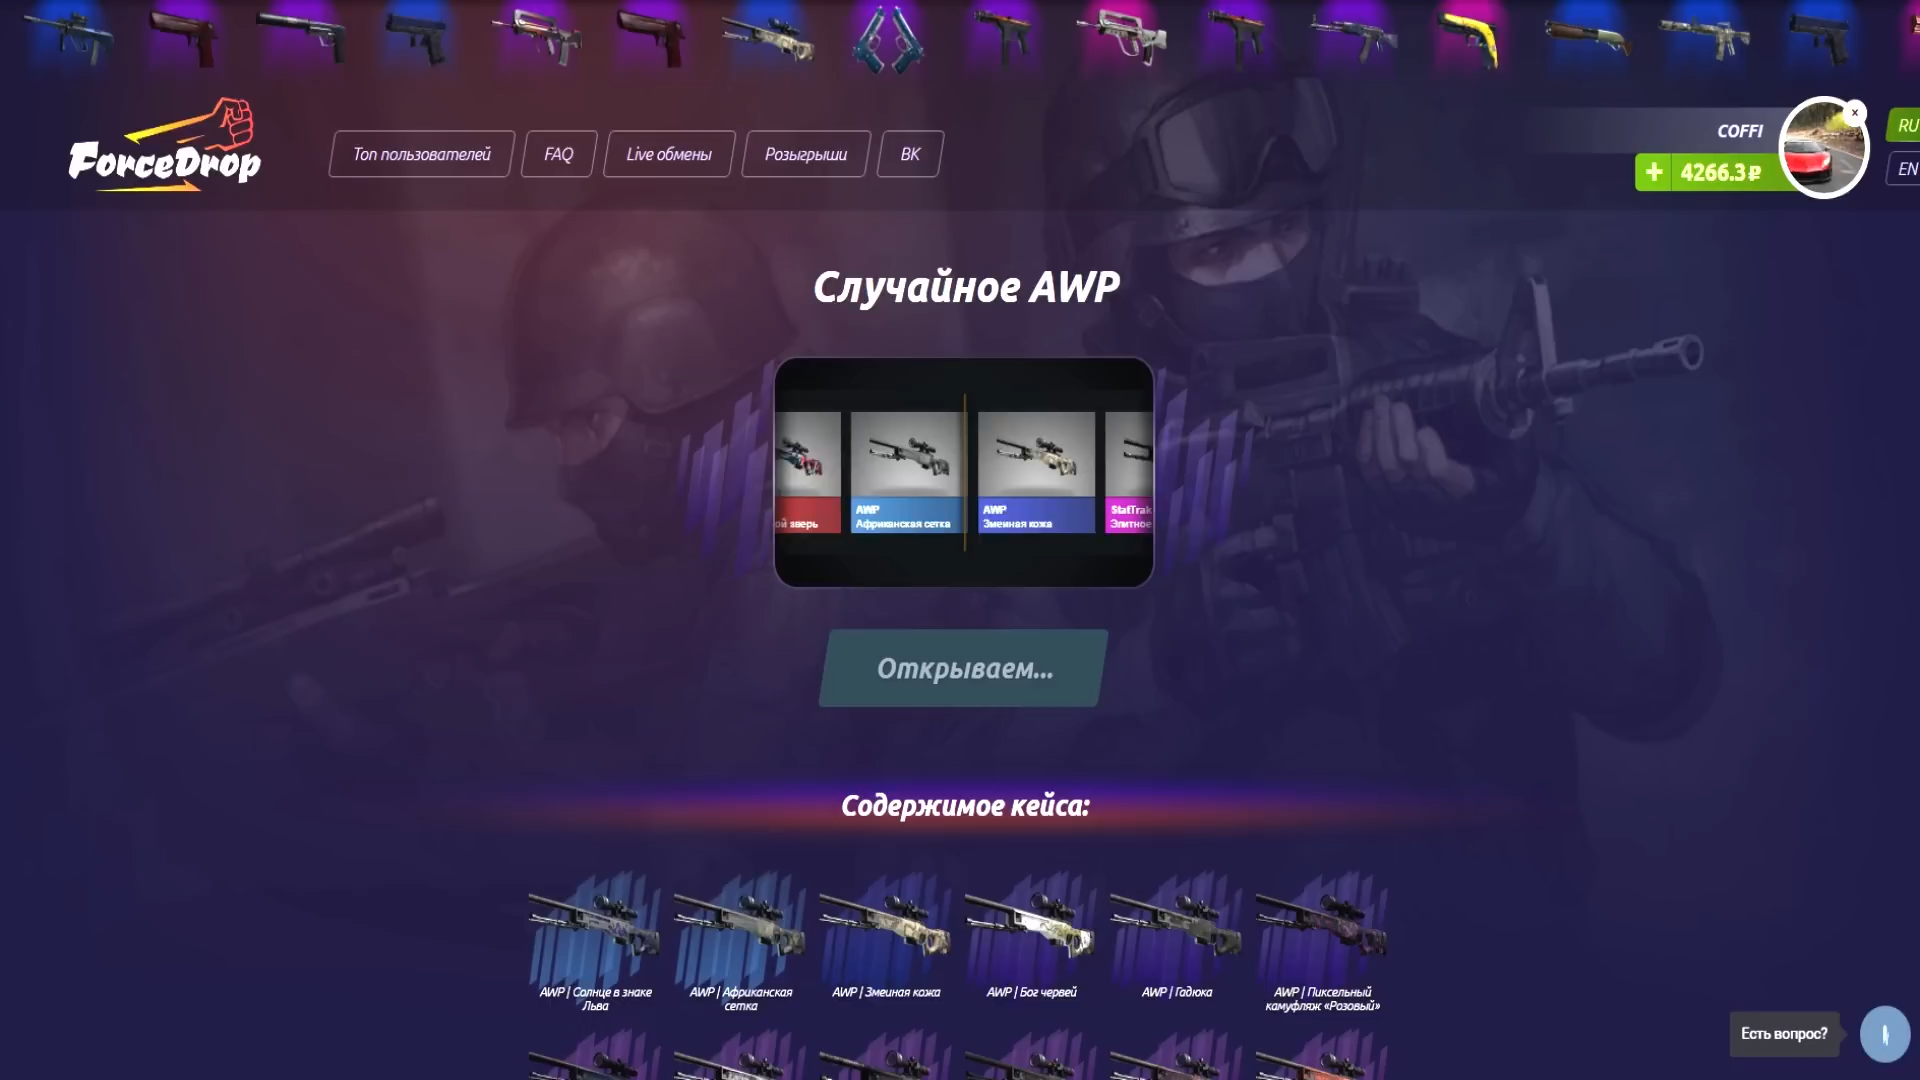 ForceDrop
Топ пользователей
FAQ
Live обмены
Розыгрыши
ВК
COFFI
x
+ 4266.3₽
RU
EN
Случайное AWP
ой зверь
AWP
Африканская сетка
AWP
Змеиная кожа
StatTrak
Элитное
Открываем...
Содержимое кейса:
AWP | Солнце в знаке
Льва
AWP | Африканская
сетка
AWP | Змеиная кожа
AWP | Бог червей
AWP | Гадюка
AWP | Пиксельный
камуфляж «Розовый»
Есть вопрос?